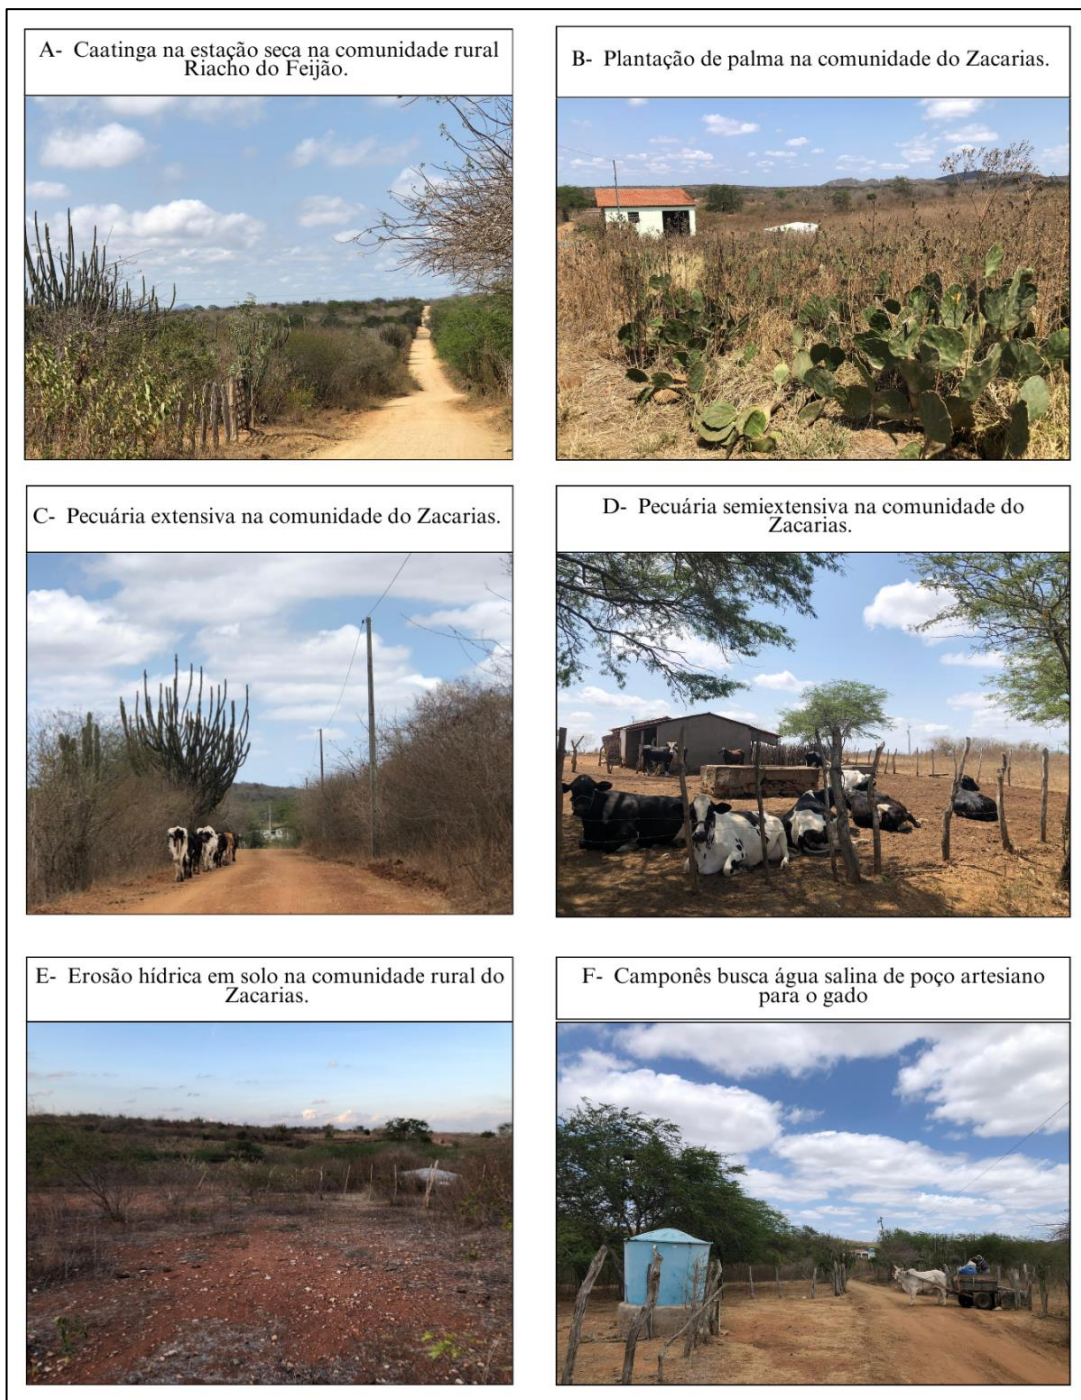 A- Caatinga na estação seca na comunidade rural
Riacho do Feijão.
B- Plantação de palma na comunidade do Zacarias.
C- Pecuária extensiva na comunidade do Zacarias.
D- Pecuária semiextensiva na comunidade do
Zacarias.
E- Erosão hídrica em solo na comunidade rural do
Zacarias.
F- Camponês busca água salina de poço artesiano
para o gado